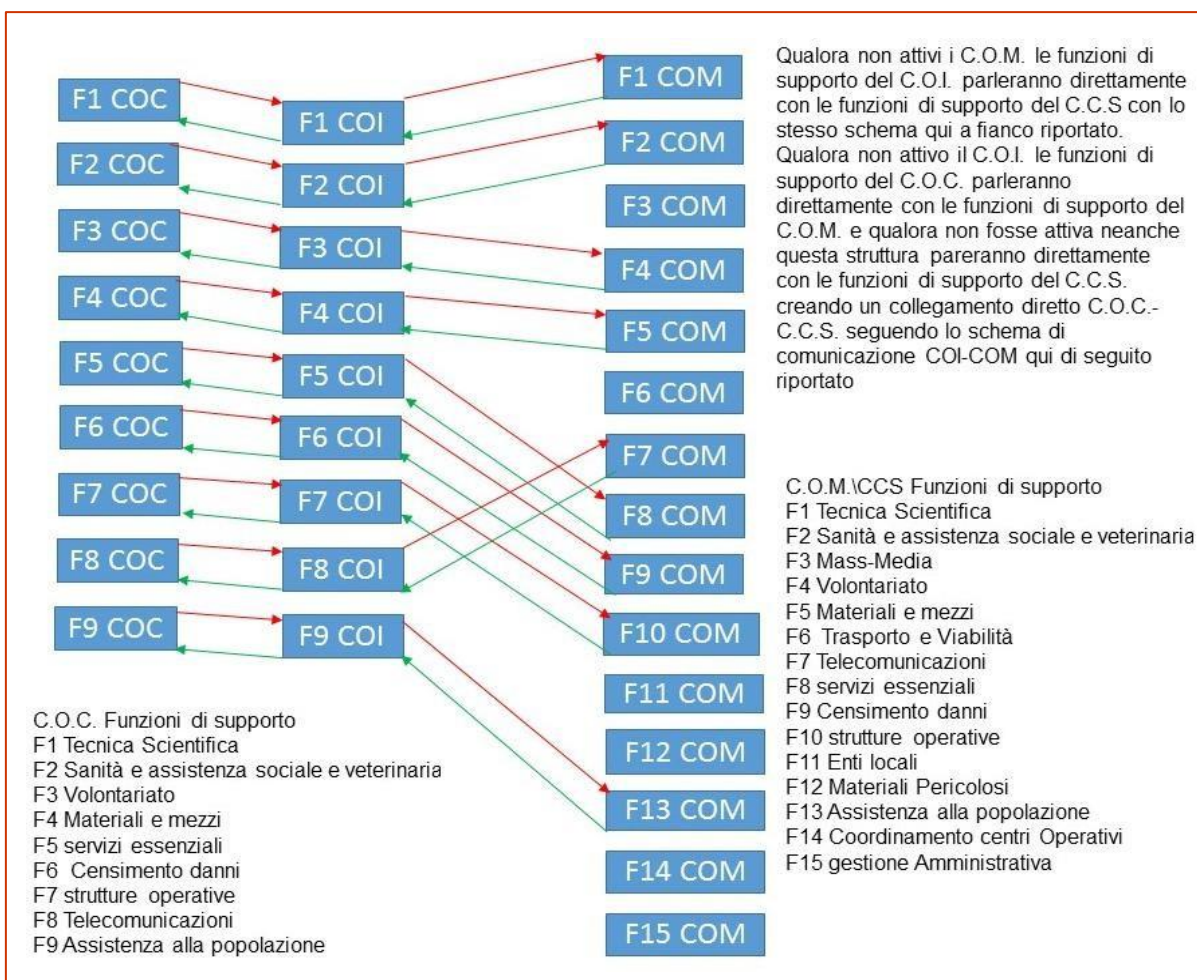 F1 COC
F2 COC
F3 COC
F4 COC
F5 COC
F6 COC
F7 COC
F8 COC
F9 COC
F1 COI
F2 COI
F3 COI
F4 COI
F5 COI
F6 COI
F7 COI
F8 COI
F9 COI
F1 COM
F2 COM
F3 COM
F4 COM
F5 COM
F6 COM
F7 COM
F8 COM
F9 COM
F10 COM
F11 COM
F12 COM
F13 COM
F14 COM
F15 COM
Qualora non attivi i C.O.M. le funzioni di
supporto del C.O.I. parleranno direttamente
con le funzioni di supporto del C.C.S con lo
stesso schema qui a fianco riportato.
Qualora non attivo il C.O.I. le funzioni di
supporto del C.O.C. parleranno
direttamente con le funzioni di supporto del
C.O.M. e qualora non fosse attiva neanche
questa struttura pareranno direttamente
con le funzioni di supporto del C.C.S.
creando un collegamento diretto C.O.C.-
C.C.S. seguendo lo schema di
comunicazione COI-COM qui di seguito
riportato
C.O.M.\CCS Funzioni di supporto
F1 Tecnica Scientifica
F2 Sanità e assistenza sociale e veterinaria
F3 Mass-Media
F4 Volontariato
F5 Materiali e mezzi
F6 Trasporto e Viabilità
F7 Telecomunicazioni
F8 servizi essenziali
F9 Censimento danni
F10 strutture operative
F11 Enti locali
F12 Materiali Pericolosi
F13 Assistenza alla popolazione
F14 Coordinamento centri Operativi
F15 gestione Amministrativa
C.O.C. Funzioni di supporto
F1 Tecnica Scientifica
F2 Sanità e assistenza sociale e veterinaria
F3 Volontariato
F4 Materiali e mezzi
F5 servizi essenziali
F6 Censimento danni
F7 strutture operative
F8 Telecomunicazioni
F9 Assistenza alla popolazione